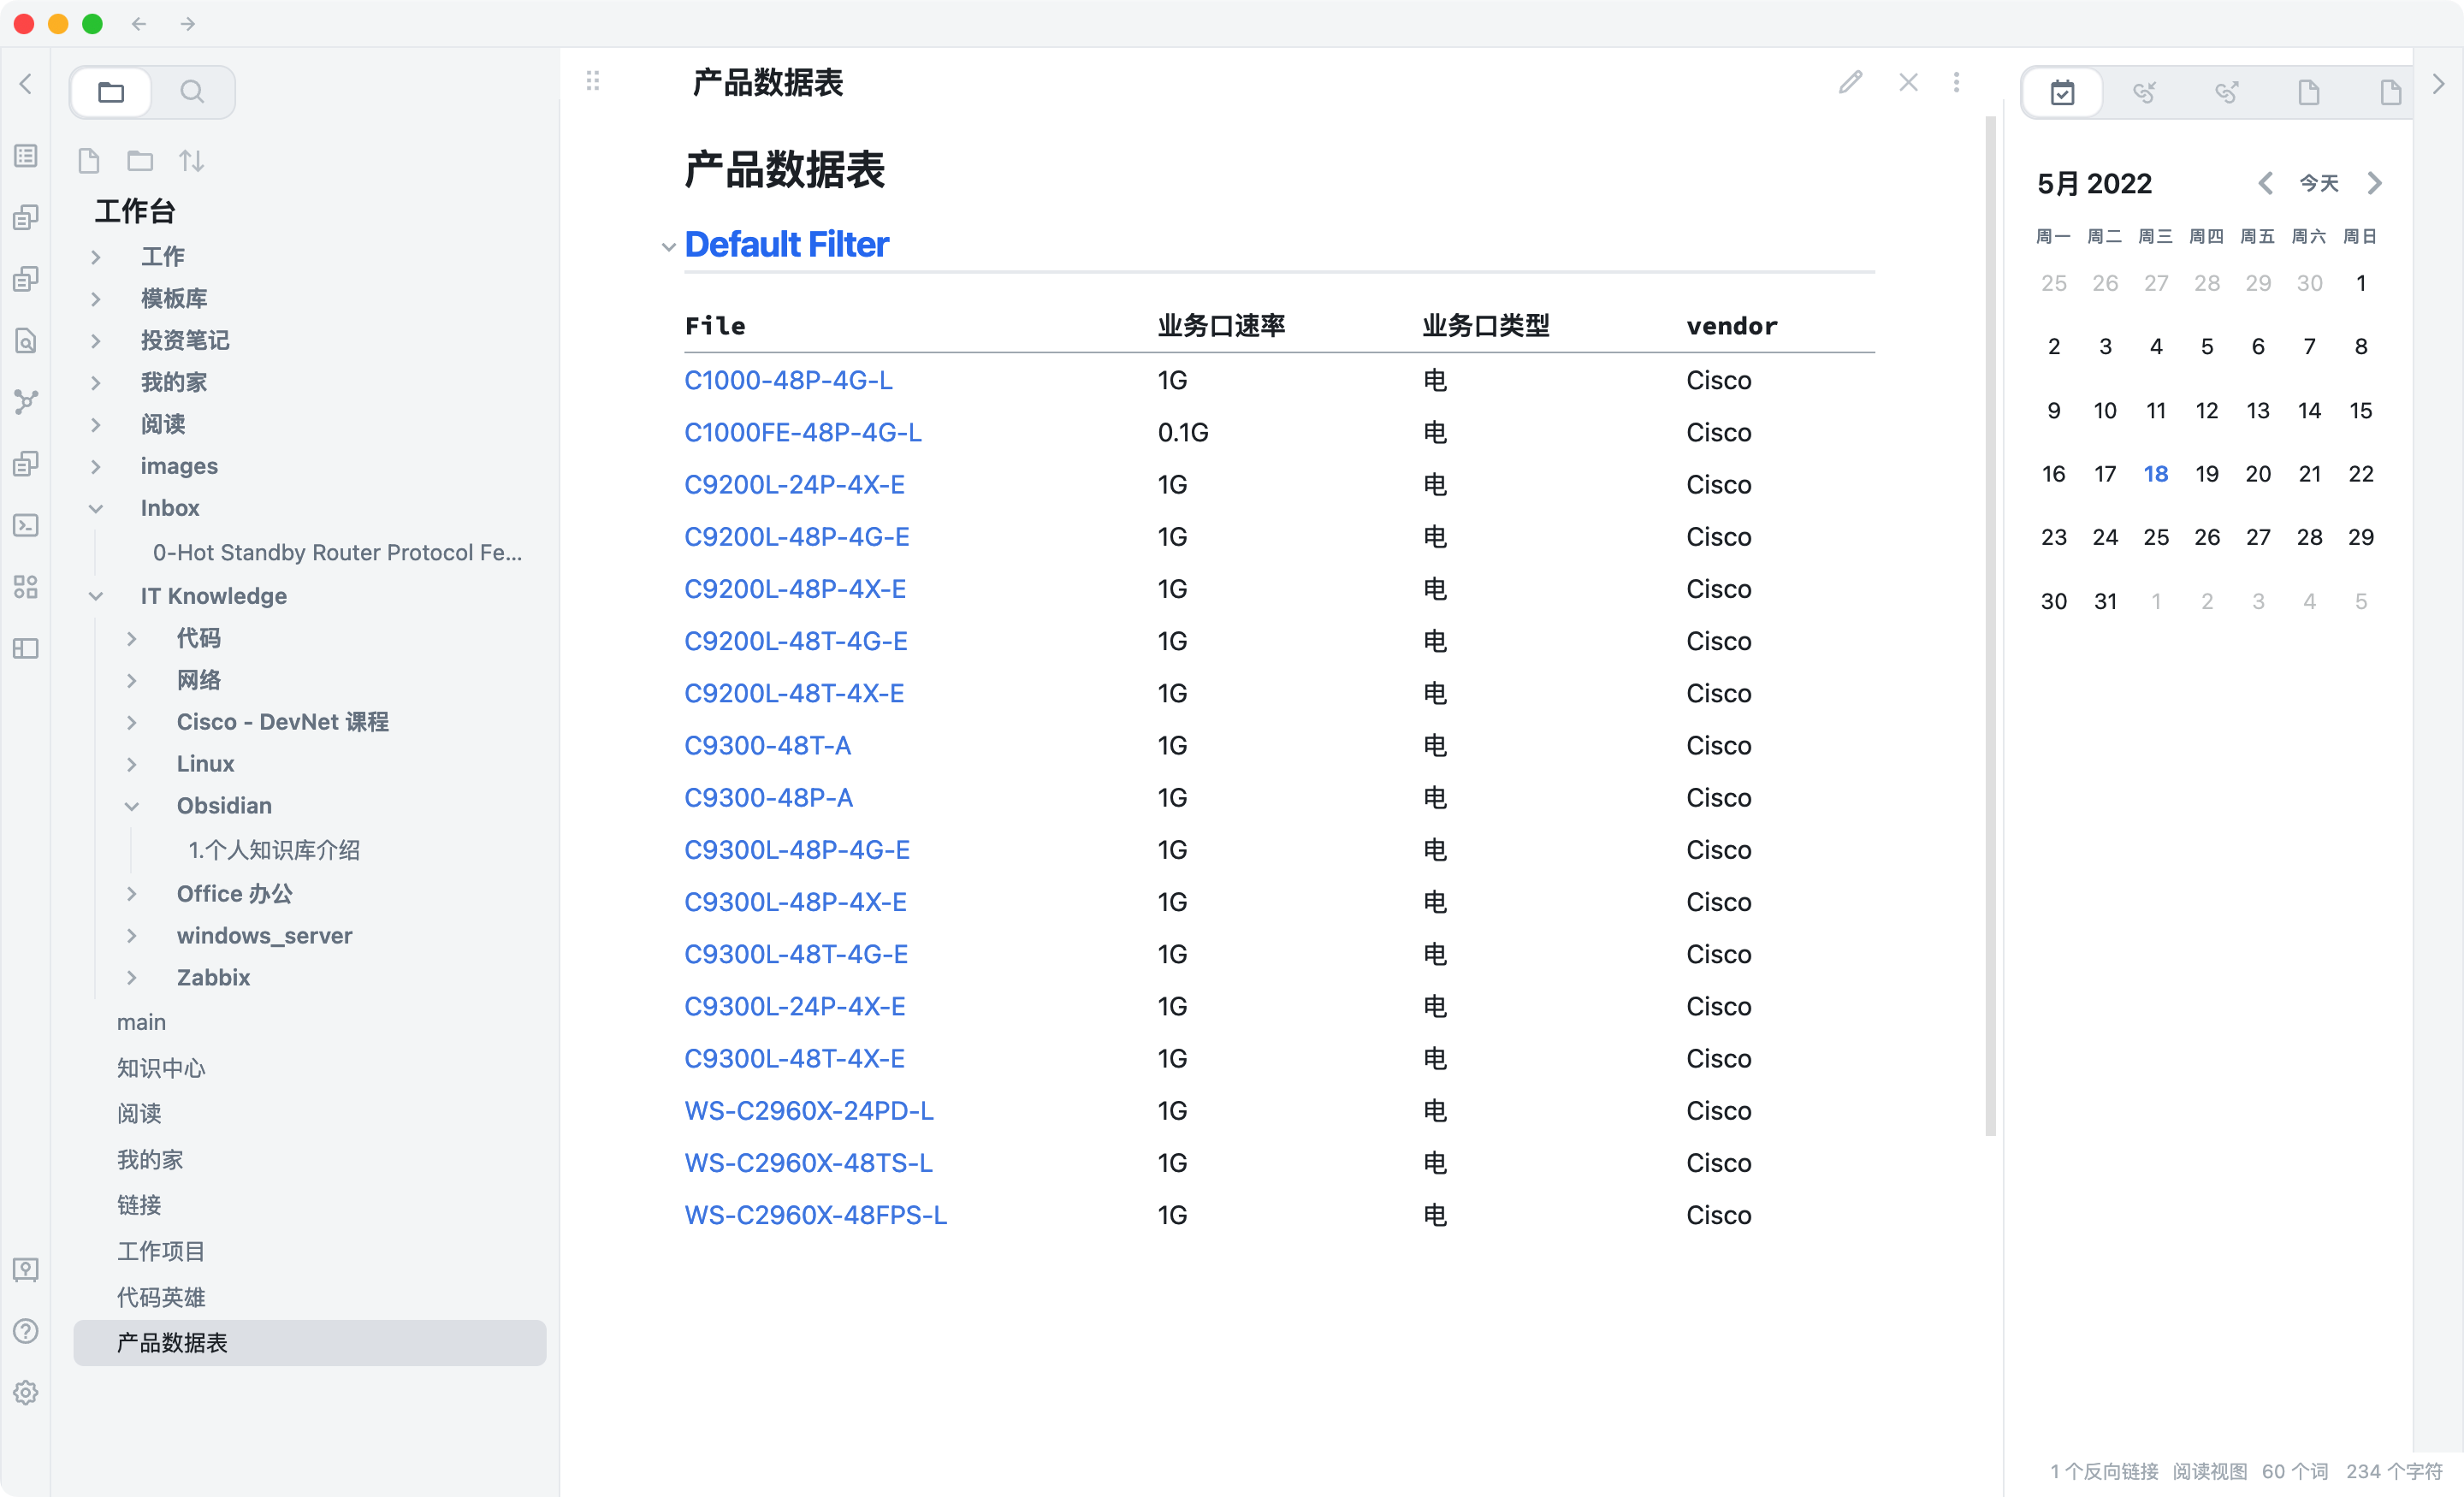 工作台
工作
模板库
投资笔记
我的家
阅读
images
Inbox
0-Hot Standby Router Protocol Fe...
IT Knowledge
代码
网络
Cisco - DevNet 课程
Linux
Obsidian
1.个人知识库介绍
Office 办公
windows_server
Zabbix
main
知识中心
阅读
我的家
链接
工作项目
代码英雄
产品数据表
产品数据表
产品数据表
Default Filter
File 业务口速率 业务口类型 vendor
C1000-48P-4G-L 1G 电 Cisco
C1000FE-48P-4G-L 0.1G 电 Cisco
C9200L-24P-4X-E 1G 电 Cisco
C9200L-48P-4G-E 1G 电 Cisco
C9200L-48P-4X-E 1G 电 Cisco
C9200L-48T-4G-E 1G 电 Cisco
C9200L-48T-4X-E 1G 电 Cisco
C9300-48T-A 1G 电 Cisco
C9300-48P-A 1G 电 Cisco
C9300L-48P-4G-E 1G 电 Cisco
C9300L-48P-4X-E 1G 电 Cisco
C9300L-48T-4G-E 1G 电 Cisco
C9300L-24P-4X-E 1G 电 Cisco
C9300L-48T-4X-E 1G 电 Cisco
WS-C2960X-24PD-L 1G 电 Cisco
WS-C2960X-48TS-L 1G 电 Cisco
WS-C2960X-48FPS-L 1G 电 Cisco
5月 2022 今天
周一 周二 周三 周四 周五 周六 周日
25 26 27 28 29 30 1
2 3 4 5 6 7 8
9 10 11 12 13 14 15
16 17 18 19 20 21 22
23 24 25 26 27 28 29
30 31 1 2 3 4 5
1 个反向链接 阅读视图 60 个词 234 个字符